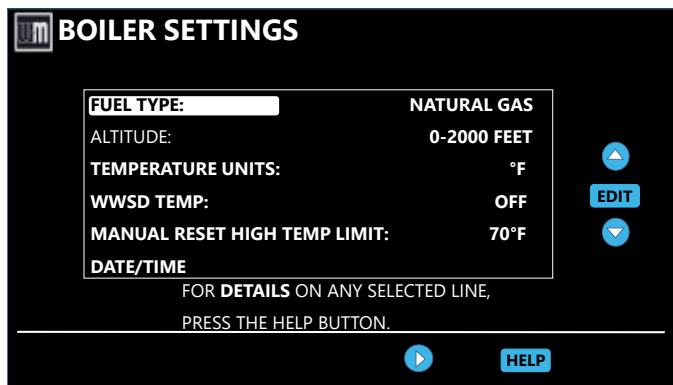 wm BOILER SETTINGS
FUEL TYPE: NATURAL GAS
ALTITUDE: 0-2000 FEET
TEMPERATURE UNITS: °F
WWSD TEMP: OFF
EDIT
MANUAL RESET HIGH TEMP LIMIT: 70°F
DATE/TIME
FOR DETAILS ON ANY SELECTED LINE,
PRESS THE HELP BUTTON.
HELP